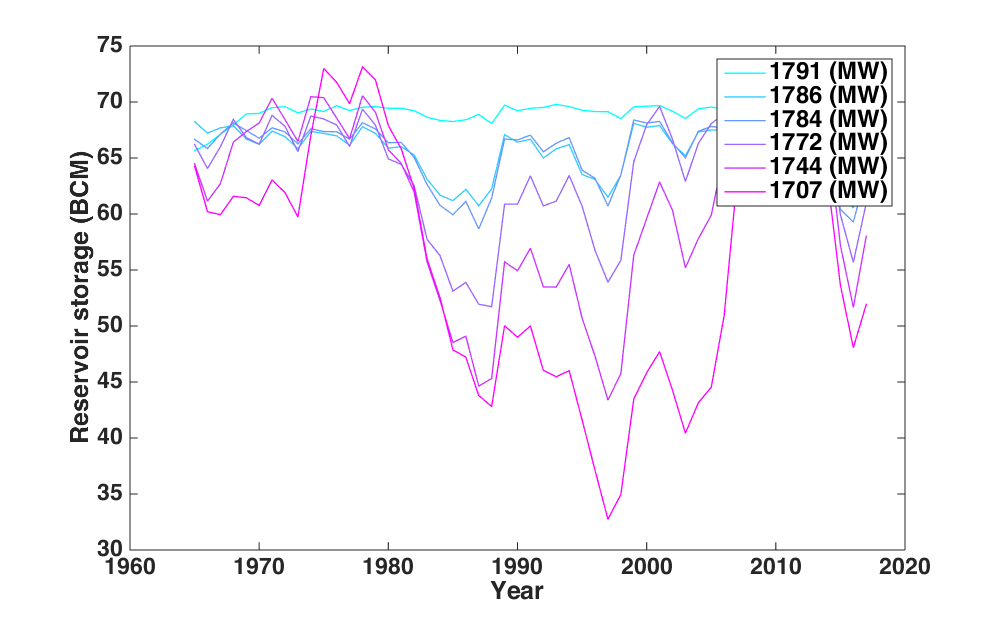 75
70
65
60
55
50
45
40
35
30
Reservoir storage (BCM)
1791 (MW)
1786 (MW)
1784 (MW)
1772 (MW)
1744 (MW)
1707 (MW)
1960
1970
1980
1990
2000
2010
2020
Year